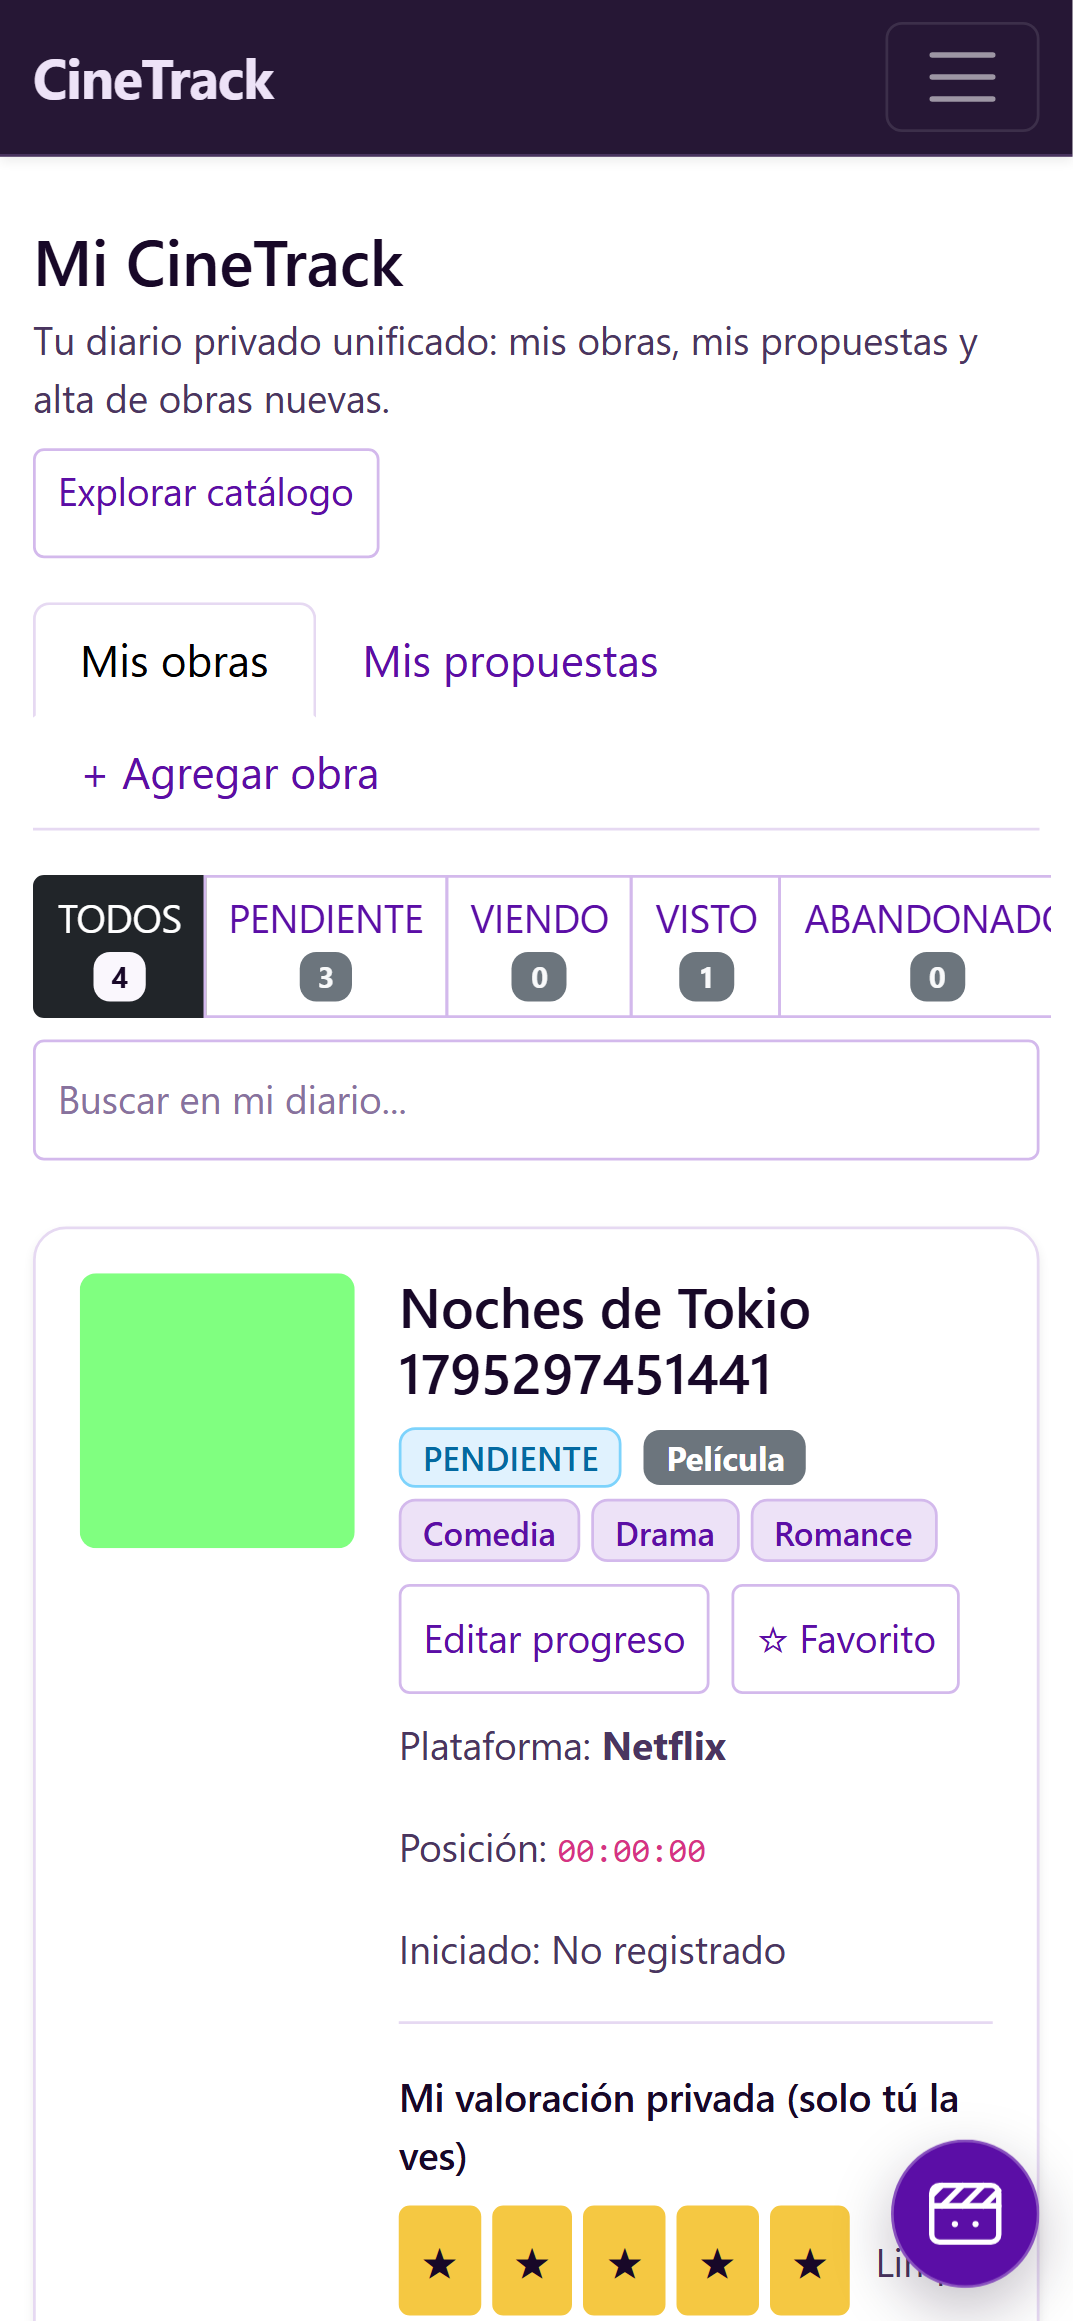 CineTrack
Mi CineTrack
Tu diario privado unificado: mis obras, mis propuestas y
alta de obras nuevas.
Explorar catálogo
Mis obras
Mis propuestas
+ Agregar obra
TODOS PENDIENTE VIENDO VISTO
4 3 0 1 0
Buscar en mi diario...
Noches de Tokio
1795297451441
PENDIENTE Película
Comedia Drama Romance
Editar progreso ☆ Favorito
Plataforma: Netflix
Posición: 00:00:00
Iniciado: No registrado
Mi valoración privada (solo tú la
ves)
★ ★ ★ ★ ★